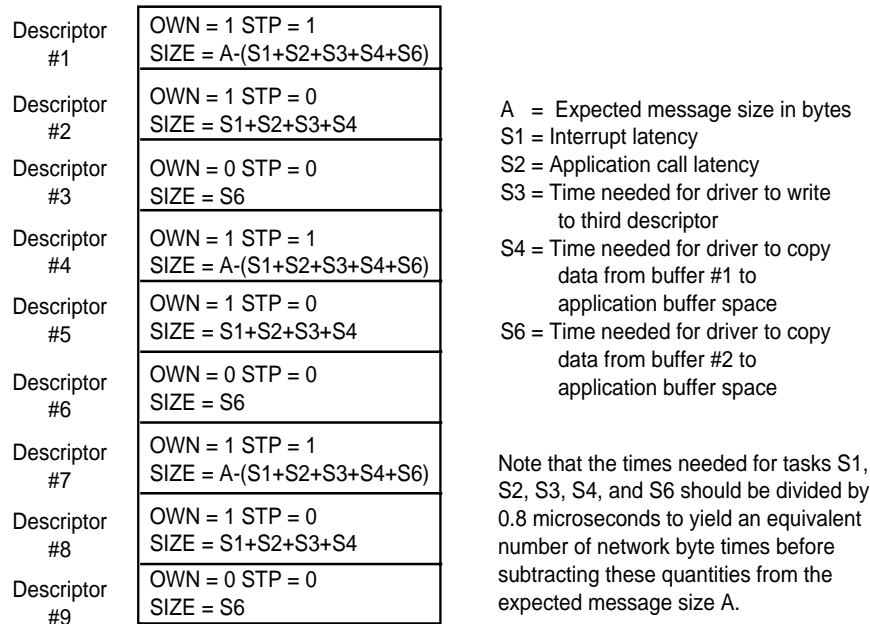 Descriptor
#1
OWN = 1 STP = 1
SIZE = A-(S1+S2+S3+S4+S6)
Descriptor
#2
OWN = 1 STP = 0
SIZE = S1+S2+S3+S4
Descriptor
#3
OWN = 0 STP = 0
SIZE = S6
Descriptor
#4
OWN = 1 STP = 1
SIZE = A-(S1+S2+S3+S4+S6)
Descriptor
#5
OWN = 1 STP = 0
SIZE = S1+S2+S3+S4
Descriptor
#6
OWN = 0 STP = 0
SIZE = S6
Descriptor
#7
OWN = 1 STP = 1
SIZE = A-(S1+S2+S3+S4+S6)
Descriptor
#8
OWN = 1 STP = 0
SIZE = S1+S2+S3+S4
Descriptor
#9
OWN = 0 STP = 0
SIZE = S6
A = Expected message size in bytes
S1 = Interrupt latency
S2 = Application call latency
S3 = Time needed for driver to write
to third descriptor
S4 = Time needed for driver to copy
data from buffer #1 to
application buffer space
S6 = Time needed for driver to copy
data from buffer #2 to
application buffer space
Note that the times needed for tasks S1,
S2, S3, S4, and S6 should be divided by
0.8 microseconds to yield an equivalent
number of network byte times before
subtracting these quantities from the
expected message size A.